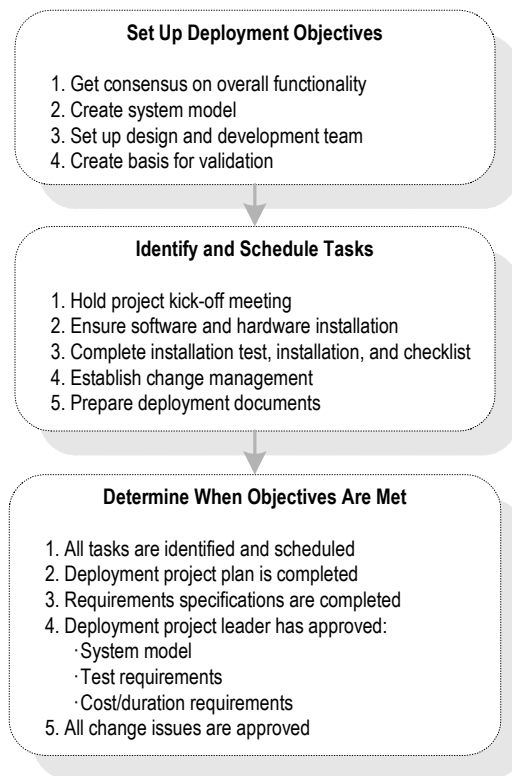 Set Up Deployment Objectives
1. Get consensus on overall functionality
2. Create system model
3. Set up design and development team
4. Create basis for validation
Identify and Schedule Tasks
1. Hold project kick-off meeting
2. Ensure software and hardware installation
3. Complete installation test, installation, and checklist
4. Establish change management
5. Prepare deployment documents
Determine When Objectives Are Met
1. All tasks are identified and scheduled
2. Deployment project plan is completed
3. Requirements specifications are completed
4. Deployment project leader has approved:
·System model
·Test requirements
·Cost/duration requirements
5. All change issues are approved